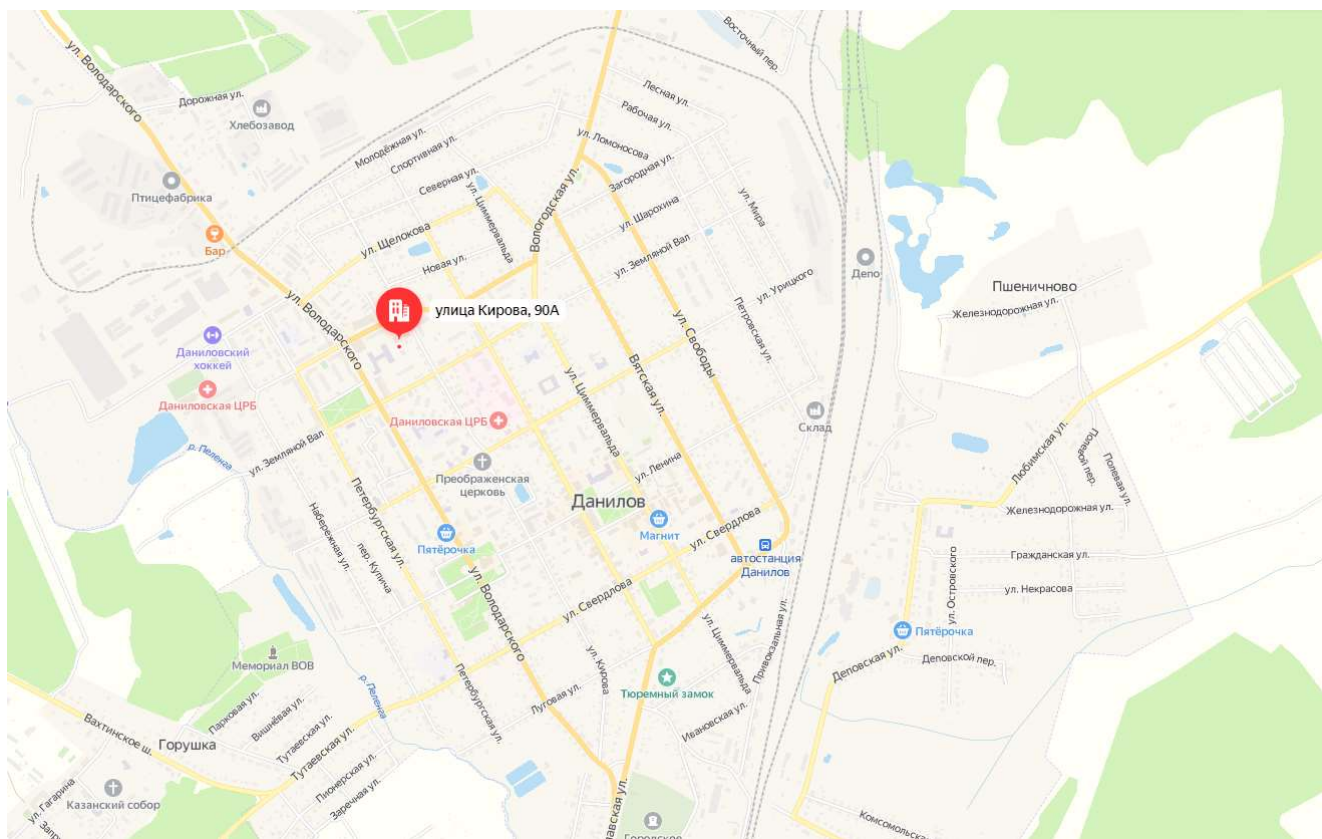 Восточный пер.
ул. Володарского
Лесная ул.
Дорожная ул.
Хлебозавод
Рабочая ул.
Молодёжная ул.
Спортивная ул.
ул. Ломоносова
Загородная ул.
Северная ул.
Птицефабрика
ул. Циммервальда
Вологодская ул.
ул. Шарохина
ул. Мира
Бар
ул. Щелокова
Новая ул.
ул. Земляной Вал
Депо
Пшеничново
Железнодорожная ул.
ул. Урицкого
улица Кирова, 90А
ул. Володарского
Петровская ул.
ул. Свободы
Даниловский
хоккей
Вятская ул.
Даниловская ЦРБ
Даниловская ЦРБ
ул. Циммервальда
Склад
р. Пеленга
ул. Земляной Вал
Преображенская
церковь
ул. Ленина
Любимская ул.
Полевой пер.
Полевая ул.
Данилов
Петербургская ул.
Набережная ул.
пер. Купича
Пятёрочка
Магнит
ул. Свердлова
Железнодорожная ул.
автостанция
Данилов
Гражданская ул.
ул. Володарского
ул. Свердлова
ул. Островского
ул. Некрасова
Пятёрочка
Мемориал ВОВ
р. Пеленга
Петербургская ул.
ул. Кирова
ул. Циммервальда
Привокзальная ул.
Деповская ул.
Деповской пер.
Тюремный замок
Луговая ул.
Ивановская ул.
Парковая ул.
Вишнёвая ул.
Тутаевская ул.
Тутаевская ул.
Вахтинское ш.
Горушка
Пионерская ул.
Заречная ул.
Казанский собор
ул. Гагарина
Запр
авская ул.
Городское
Комсомольская